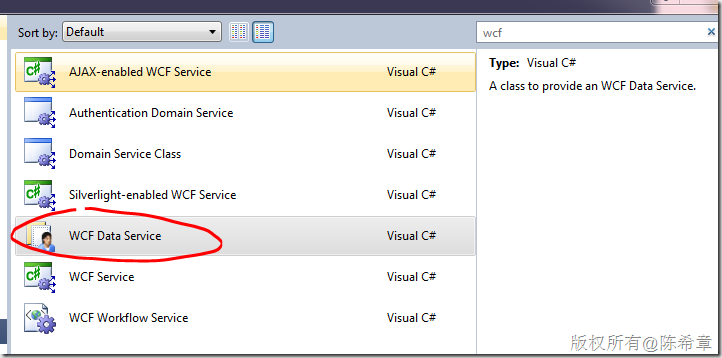 Sort by: Default
wcf
AJAX-enabled WCF Service Visual C#
Authentication Domain Service Visual C#
Domain Service Class Visual C#
Silverlight-enabled WCF Service Visual C#
WCF Data Service Visual C#
WCF Service Visual C#
WCF Workflow Service Visual C#
Type: Visual C#
A class to provide an WCF Data Service.
版权所有@陈希章